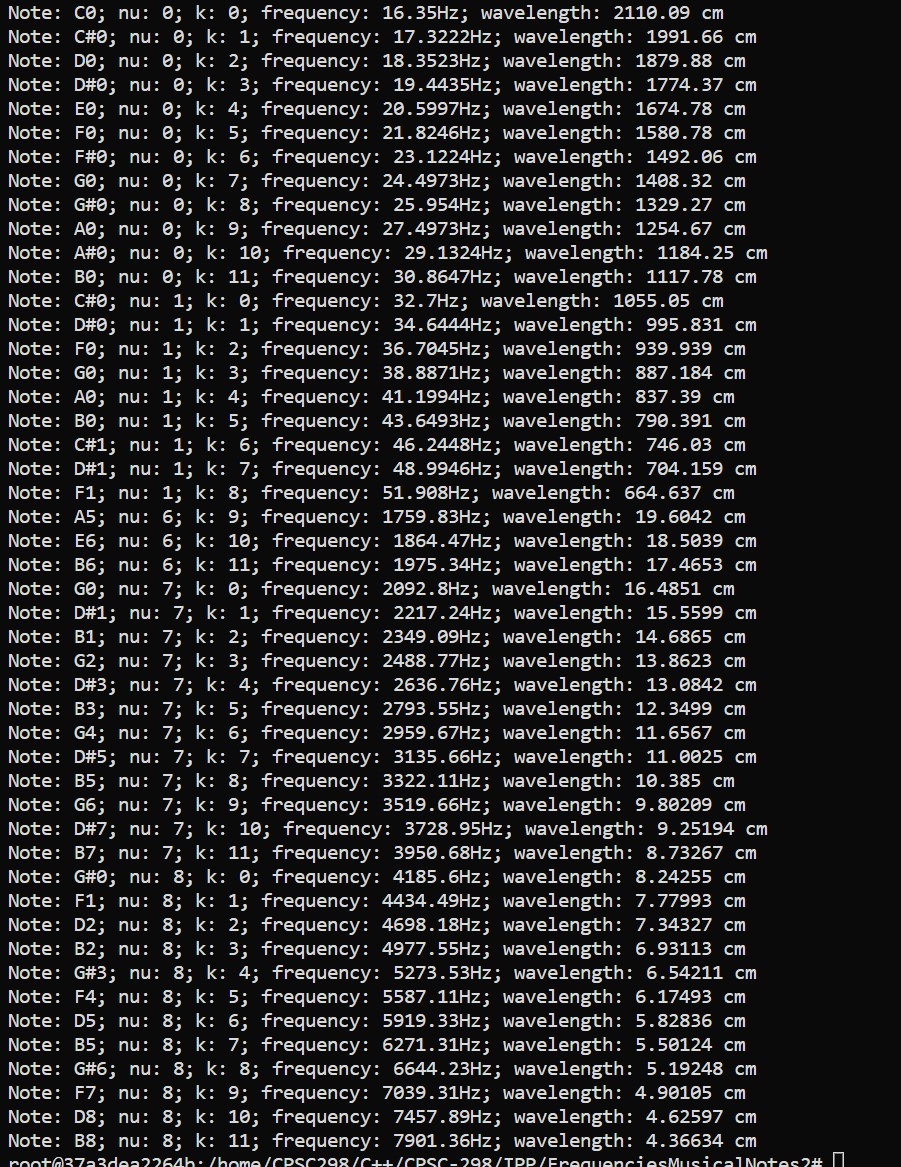 Note: C0; nu: 0; k: 0; frequency: 16.35Hz; wavelength: 2110.09 cm
Note: C#0; nu: 0; k: 1; frequency: 17.3222Hz; wavelength: 1991.66 cm
Note: D0; nu: 0; k: 2; frequency: 18.3523Hz; wavelength: 1879.88 cm
Note: D#0; nu: 0; k: 3; frequency: 19.4435Hz; wavelength: 1774.37 cm
Note: E0; nu: 0; k: 4; frequency: 20.5997Hz; wavelength: 1674.78 cm
Note: F0; nu: 0; k: 5; frequency: 21.8246Hz; wavelength: 1580.78 cm
Note: F#0; nu: 0; k: 6; frequency: 23.1224Hz; wavelength: 1492.06 cm
Note: G0; nu: 0; k: 7; frequency: 24.4973Hz; wavelength: 1408.32 cm
Note: G#0; nu: 0; k: 8; frequency: 25.954Hz; wavelength: 1329.27 cm
Note: A0; nu: 0; k: 9; frequency: 27.4973Hz; wavelength: 1254.67 cm
Note: A#0; nu: 0; k: 10; frequency: 29.1324Hz; wavelength: 1184.25 cm
Note: B0; nu: 0; k: 11; frequency: 30.8647Hz; wavelength: 1117.78 cm
Note: C#0; nu: 1; k: 0; frequency: 32.7Hz; wavelength: 1055.05 cm
Note: D#0; nu: 1; k: 1; frequency: 34.6444Hz; wavelength: 995.831 cm
Note: F0; nu: 1; k: 2; frequency: 36.7045Hz; wavelength: 939.939 cm
Note: G0; nu: 1; k: 3; frequency: 38.8871Hz; wavelength: 887.184 cm
Note: A0; nu: 1; k: 4; frequency: 41.1994Hz; wavelength: 837.39 cm
Note: B0; nu: 1; k: 5; frequency: 43.6493Hz; wavelength: 790.391 cm
Note: C#1; nu: 1; k: 6; frequency: 46.2448Hz; wavelength: 746.03 cm
Note: D#1; nu: 1; k: 7; frequency: 48.9946Hz; wavelength: 704.159 cm
Note: F1; nu: 1; k: 8; frequency: 51.908Hz; wavelength: 664.637 cm
Note: A5; nu: 6; k: 9; frequency: 1759.83Hz; wavelength: 19.6042 cm
Note: E6; nu: 6; k: 10; frequency: 1864.47Hz; wavelength: 18.5039 cm
Note: B6; nu: 6; k: 11; frequency: 1975.34Hz; wavelength: 17.4653 cm
Note: G0; nu: 7; k: 0; frequency: 2092.8Hz; wavelength: 16.4851 cm
Note: D#1; nu: 7; k: 1; frequency: 2217.24Hz; wavelength: 15.5599 cm
Note: B1; nu: 7; k: 2; frequency: 2349.09Hz; wavelength: 14.6865 cm
Note: G2; nu: 7; k: 3; frequency: 2488.77Hz; wavelength: 13.8623 cm
Note: D#3; nu: 7; k: 4; frequency: 2636.76Hz; wavelength: 13.0842 cm
Note: B3; nu: 7; k: 5; frequency: 2793.55Hz; wavelength: 12.3499 cm
Note: G4; nu: 7; k: 6; frequency: 2959.67Hz; wavelength: 11.6567 cm
Note: D#5; nu: 7; k: 7; frequency: 3135.66Hz; wavelength: 11.0025 cm
Note: B5; nu: 7; k: 8; frequency: 3322.11Hz; wavelength: 10.385 cm
Note: G6; nu: 7; k: 9; frequency: 3519.66Hz; wavelength: 9.80209 cm
Note: D#7; nu: 7; k: 10; frequency: 3728.95Hz; wavelength: 9.25194 cm
Note: B7; nu: 7; k: 11; frequency: 3950.68Hz; wavelength: 8.73267 cm
Note: G#0; nu: 8; k: 0; frequency: 4185.6Hz; wavelength: 8.24255 cm
Note: F1; nu: 8; k: 1; frequency: 4434.49Hz; wavelength: 7.77993 cm
Note: D2; nu: 8; k: 2; frequency: 4698.18Hz; wavelength: 7.34327 cm
Note: B2; nu: 8; k: 3; frequency: 4977.55Hz; wavelength: 6.93113 cm
Note: G#3; nu: 8; k: 4; frequency: 5273.53Hz; wavelength: 6.54211 cm
Note: F4; nu: 8; k: 5; frequency: 5587.11Hz; wavelength: 6.17493 cm
Note: D5; nu: 8; k: 6; frequency: 5919.33Hz; wavelength: 5.82836 cm
Note: B5; nu: 8; k: 7; frequency: 6271.31Hz; wavelength: 5.50124 cm
Note: G#6; nu: 8; k: 8; frequency: 6644.23Hz; wavelength: 5.19248 cm
Note: F7; nu: 8; k: 9; frequency: 7039.31Hz; wavelength: 4.90105 cm
Note: D8; nu: 8; k: 10; frequency: 7457.89Hz; wavelength: 4.62597 cm
Note: B8; nu: 8; k: 11; frequency: 7901.36Hz; wavelength: 4.36634 cm
root@37a3dea2264b:/home/CPSC298/C++/CPSC-298/IPP/FrequenciesMusicalNotes2#